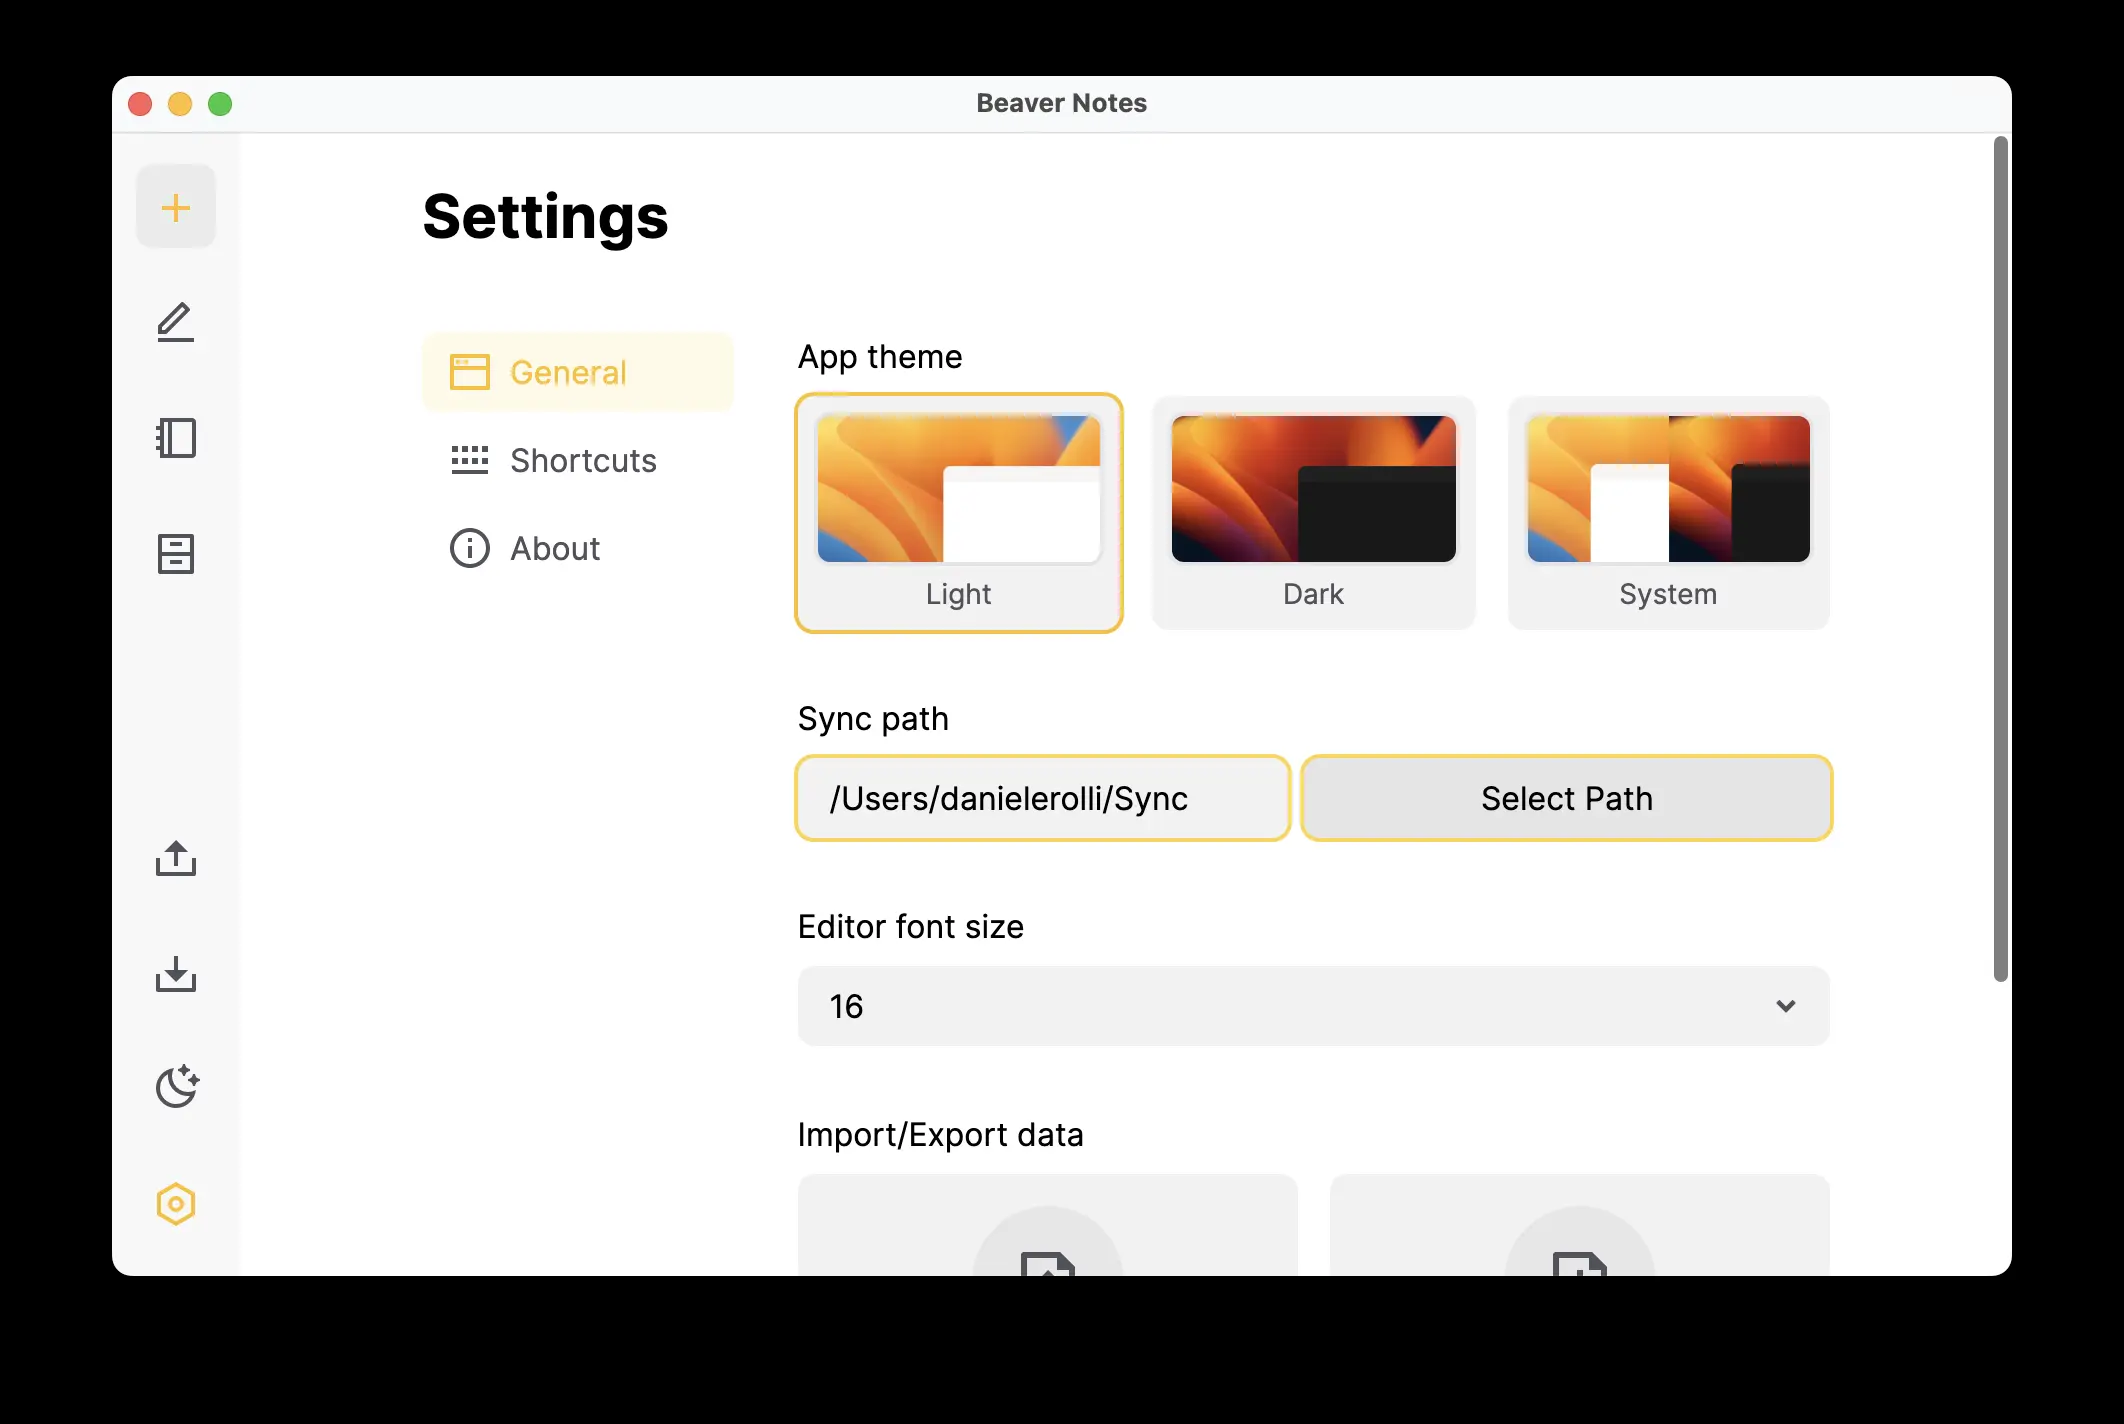 Beaver Notes
Settings
General
Shortcuts
About
App theme
Light
Dark
System
Sync path
/Users/danielerolli/Sync
Select Path
Editor font size
16
Import/Export data